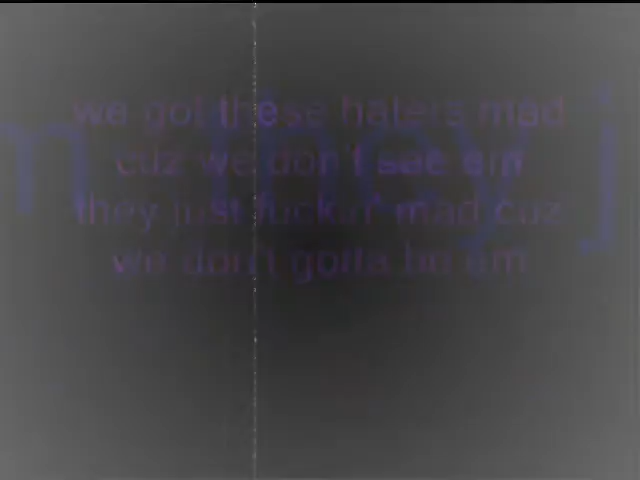 we got these haters mad
cuz we don't see em
they just fuckin' mad cuz
we don't gotta be em
m they j